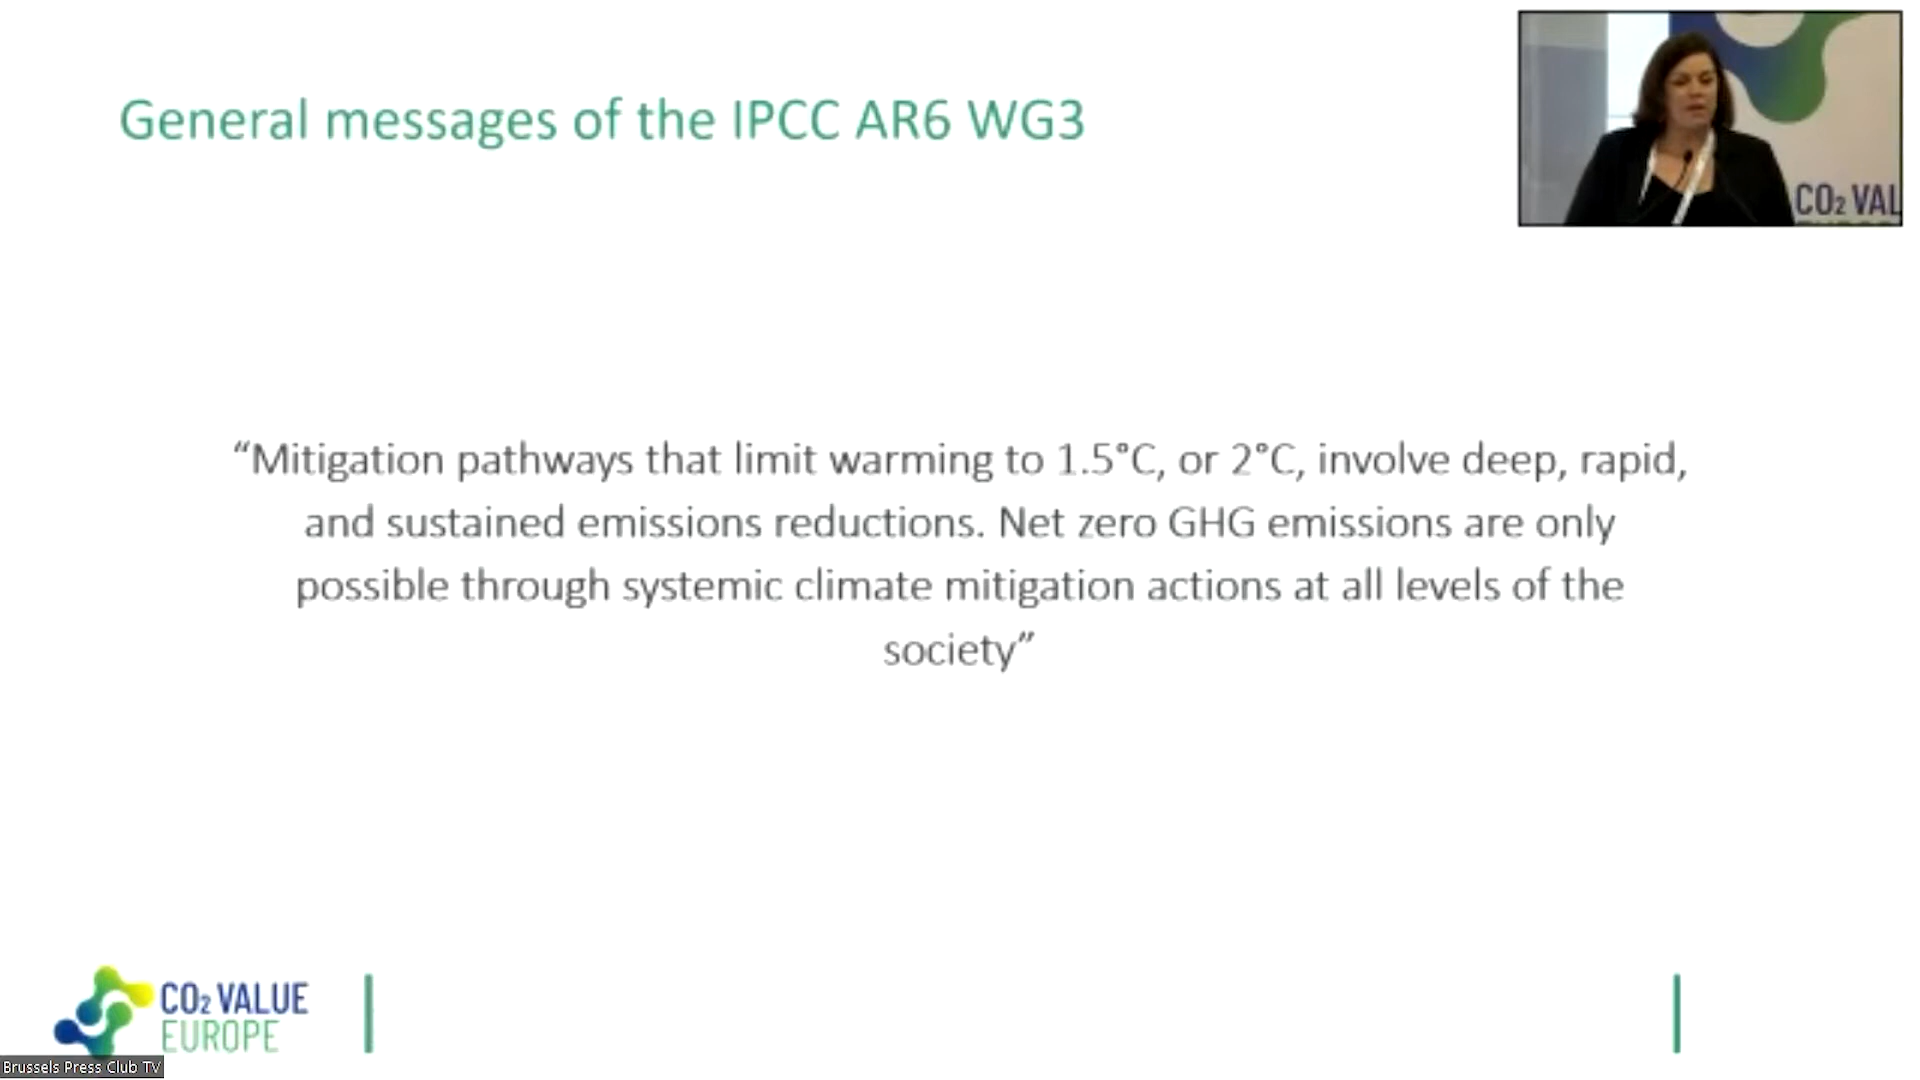 General messages of the IPCC AR6 WG3
CO₂ VAL
“Mitigation pathways that limit warming to 1.5°C, or 2°C, involve deep, rapid,
and sustained emissions reductions. Net zero GHG emissions are only
possible through systemic climate mitigation actions at all levels of the
society”
CO₂ VALUE
EUROPE
Brussels Press Club TV